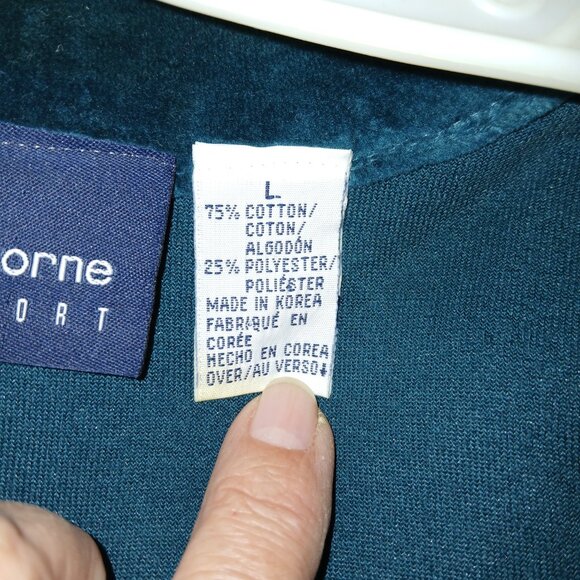 orne
ORT
L
75% COTTON/
COTON/
ALGODÓN
25% POLYESTER/
POLIÉSTER
MADE IN KOREA
FABRIQUÉ EN
CORÉE
HECHO EN COREA
OVER/AU VERSO↓